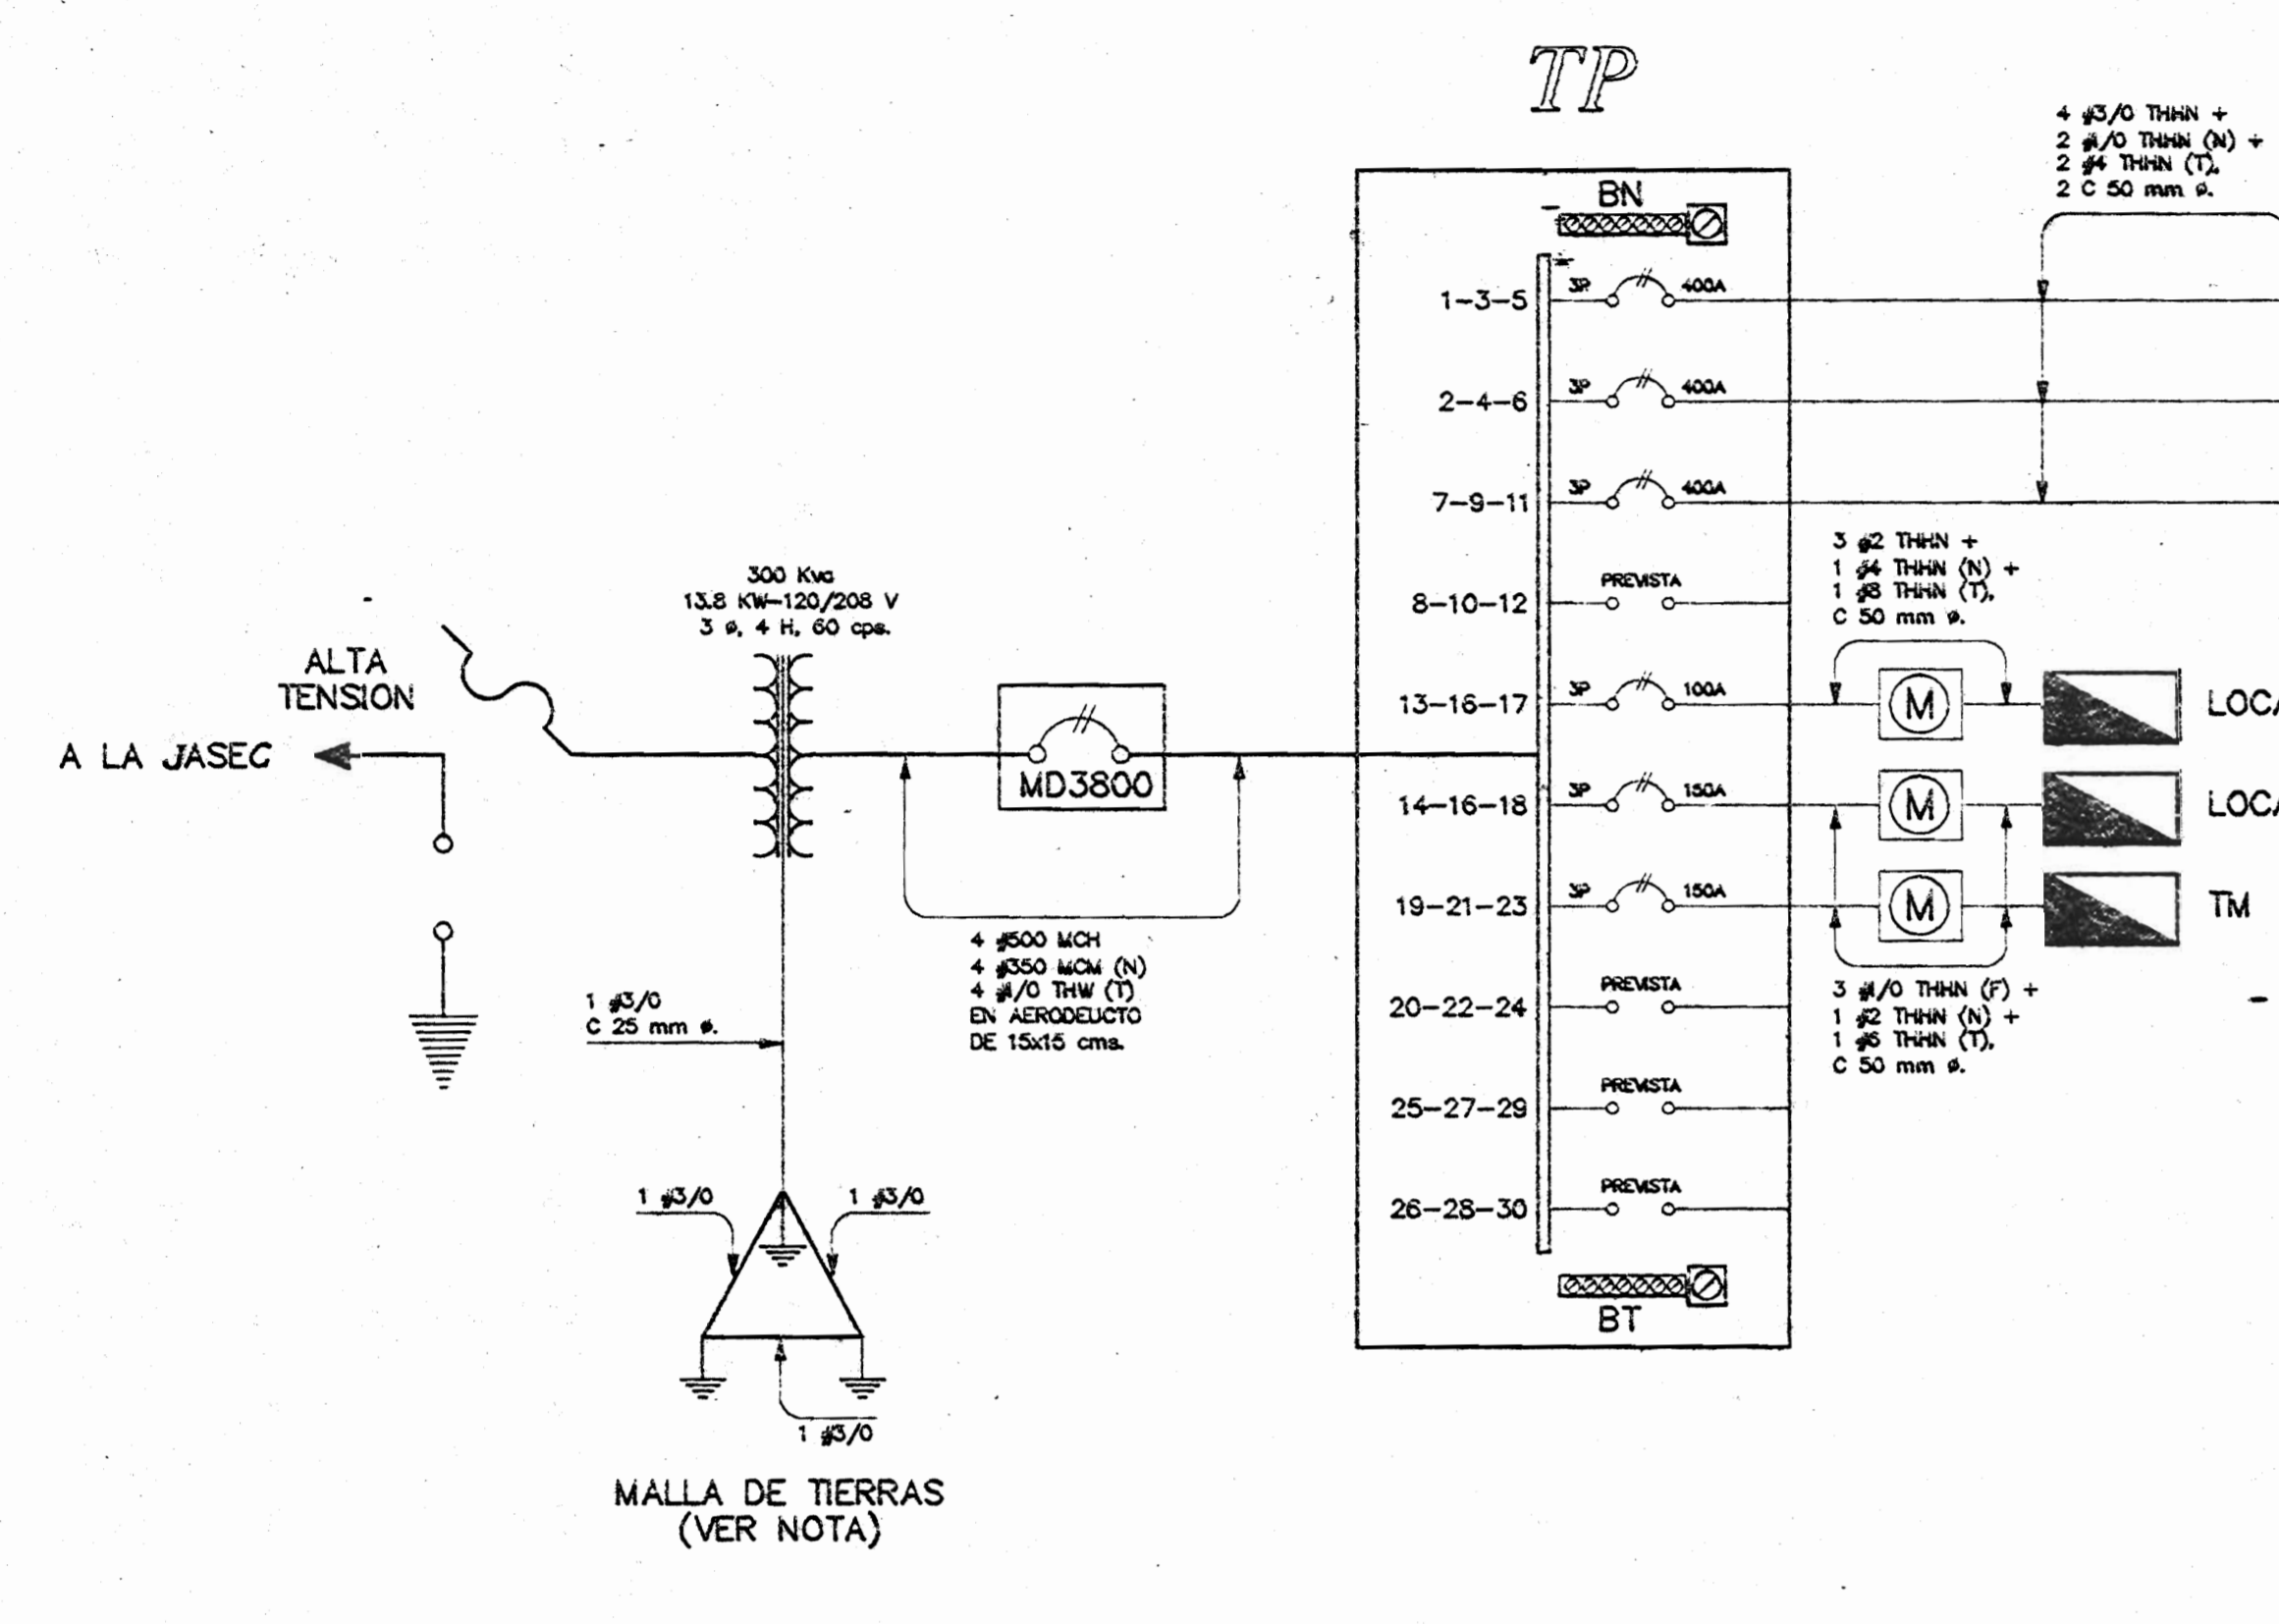 TP
4 #3/0 THHN +
2 #1/0 THHN (N) +
2 #4 THHN (T),
2 C 50 mm ø.
BN
1-3-5 3P 400A
2-4-6 3P 400A
7-9-11 3P 400A
8-10-12 PREVISTA
3 #2 THHN +
1 #4 THHN (N) +
1 #8 THHN (T),
C 50 mm ø.
13-16-17 3P 100A
M
14-16-18 3P 150A
M
19-21-23 3P 150A
M
TM
3 #1/0 THHN (F) +
1 #2 THHN (N) +
1 #6 THHN (T),
C 50 mm ø.
20-22-24 PREVISTA
25-27-29 PREVISTA
26-28-30 PREVISTA
BT
300 Kva
13.8 KW-120/208 V
3 ø, 4 H, 60 cps.
ALTA
TENSION
A LA JASEC
MD3800
4 #500 MCH
4 #350 MCM (N)
4 #1/0 THW (T)
EN AERODEUCTO
DE 15x15 cms.
1 #3/0
C 25 mm ø.
1 #3/0
1 #3/0
1 #3/0
MALLA DE TIERRAS
(VER NOTA)